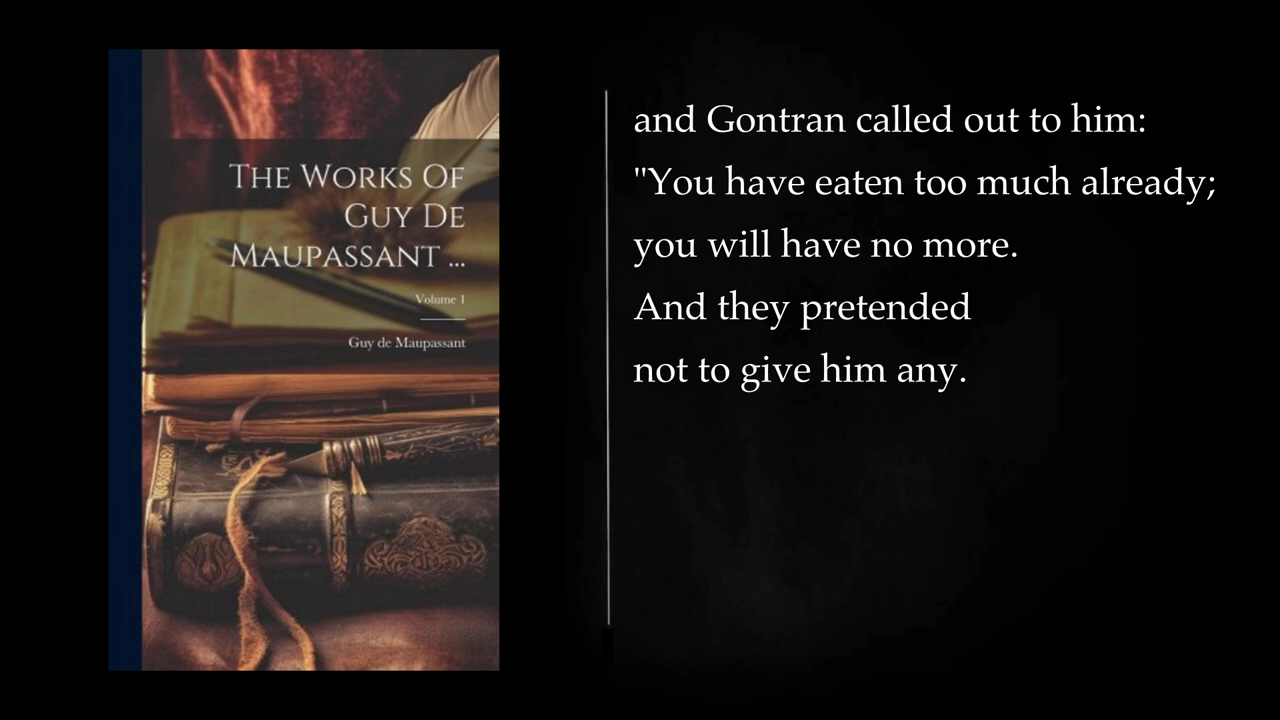 The Works Of
Guy De
Maupassant ...
Volume 1
Guy de Maupassant
and Gontran called out to him:
"You have eaten too much already;
you will have no more.
And they pretended
not to give him any.